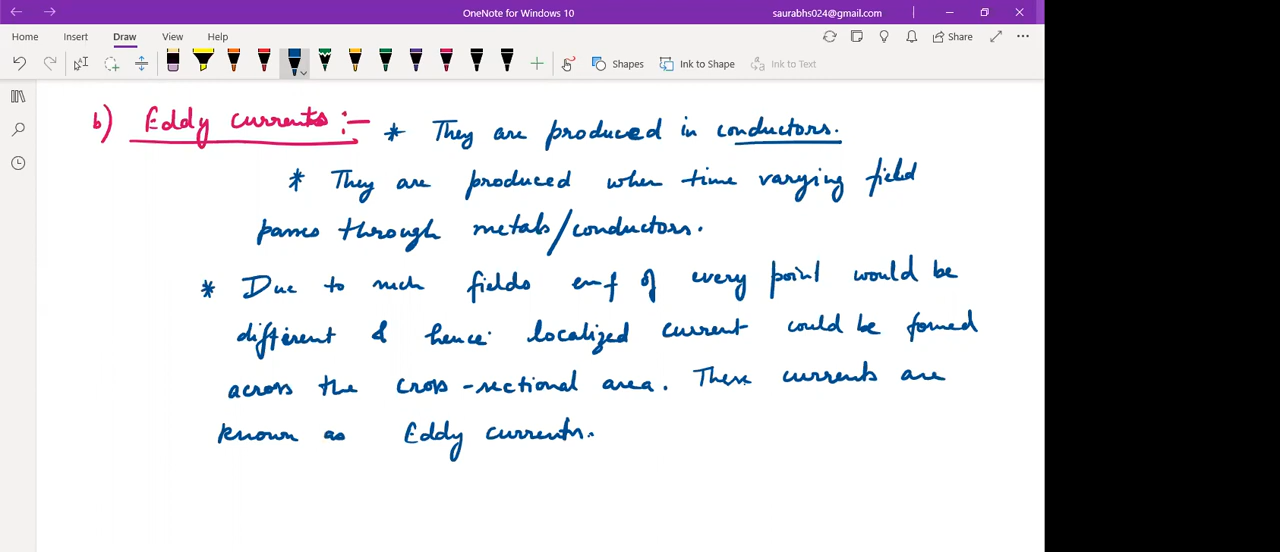 OneNote for Windows 10
saurabhs024@gmail.com
Home Insert Draw View Help
Share
Shapes Ink to Shape Ink to Text
b) Eddy currents :- * They are produced in conductors.
* They are produced when time varying field
passes through metals/conductors.
* Due to such fields emf of every point would be
different & hence localized current could be formed
across the cross-sectional area. These currents are
known as Eddy currents.